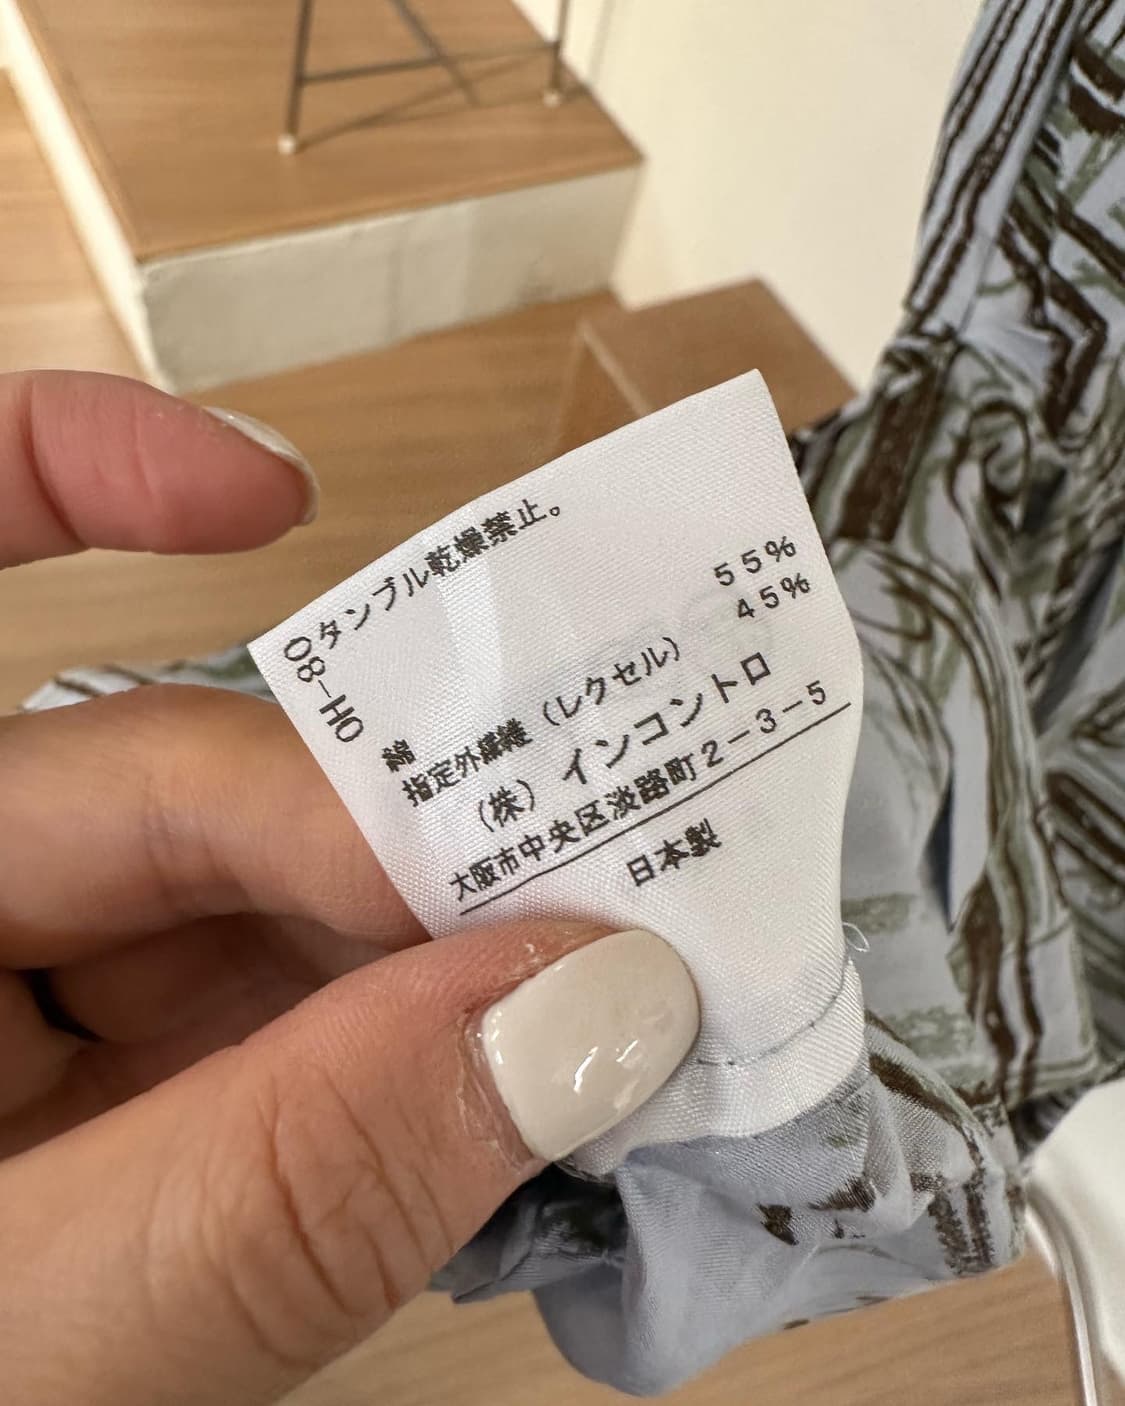 ○タンブル乾燥禁止。
綿 55%
指定外繊維（レクセル） 45%
（株）インコントロ
大阪市中央区淡路町2-3-5
日本製
OH-80